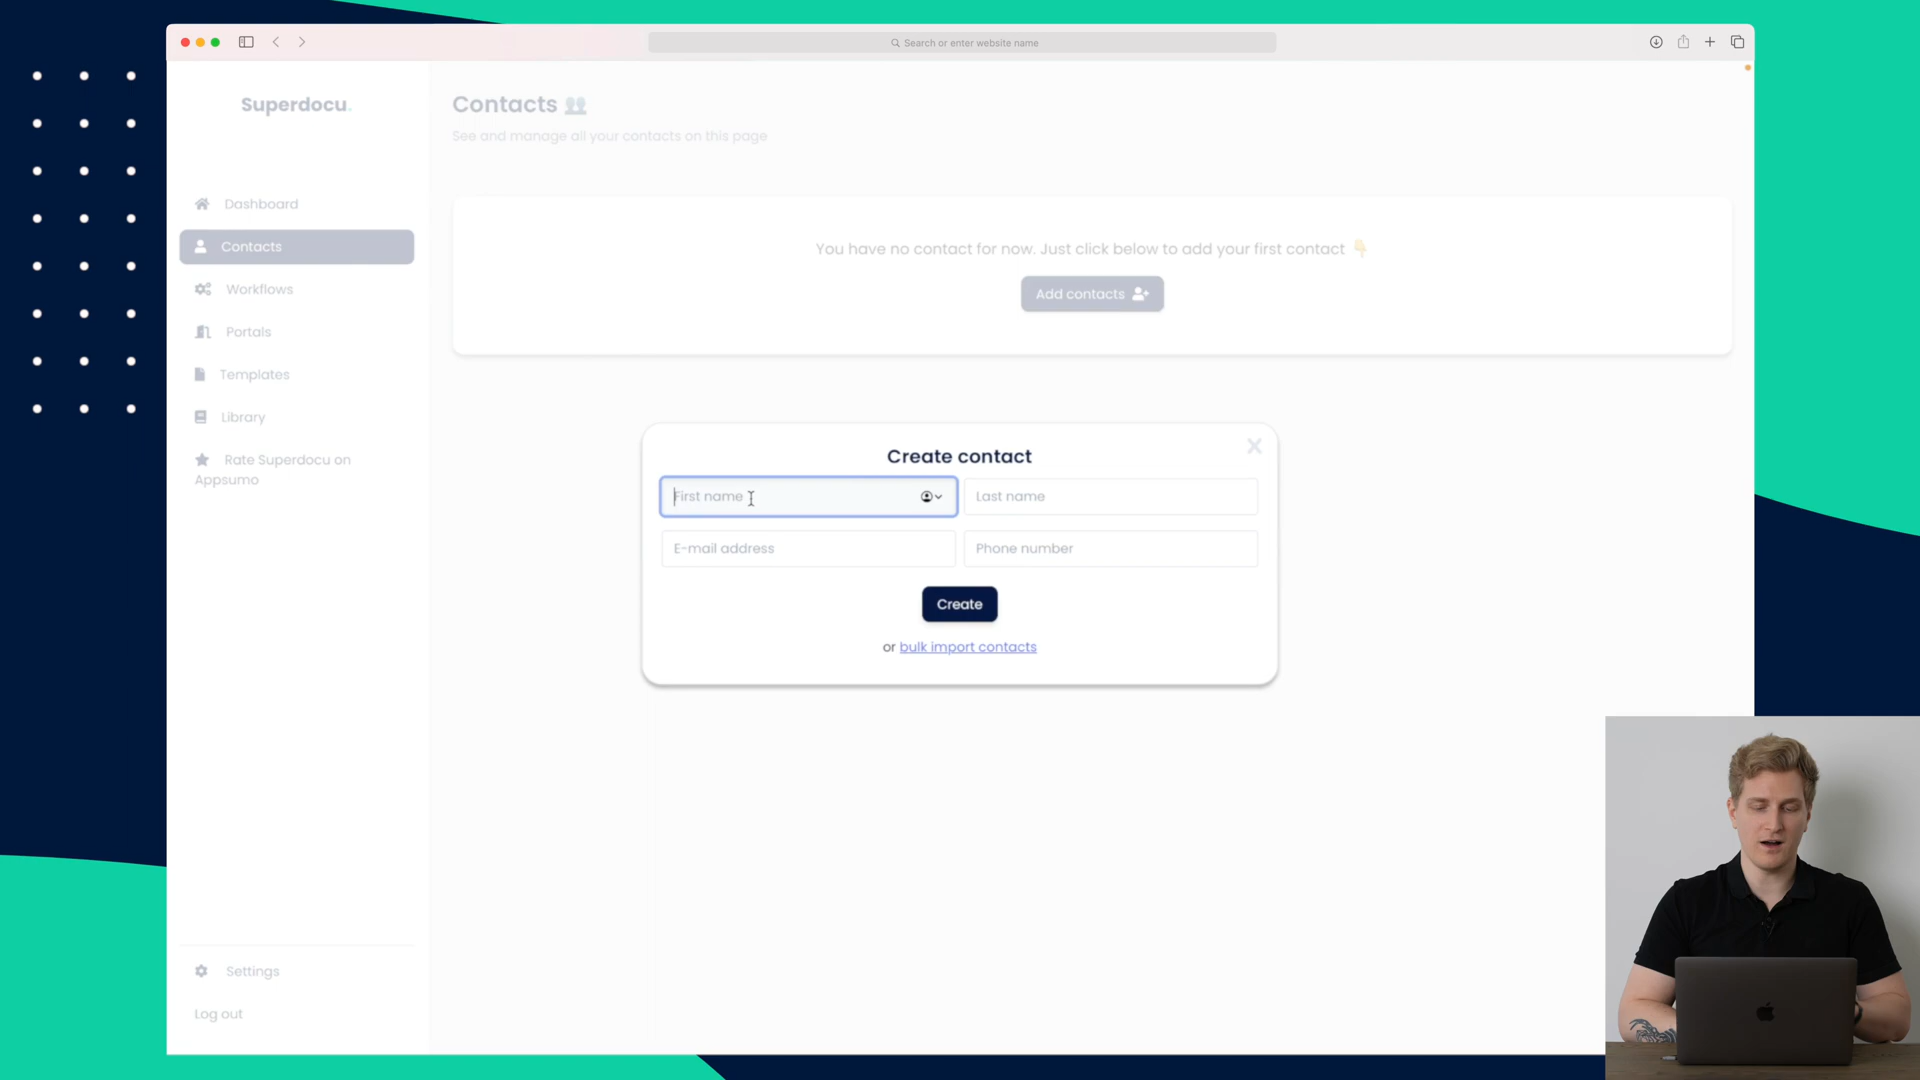 Search or enter website name
Superdocu.
Contacts
See and manage all your contacts on this page
Dashboard
Contacts
Workflows
Portals
Templates
Library
Rate Superdocu on
Appsumo
You have no contact for now. Just click below to add your first contact
Add contacts
Create contact
First name
Last name
E-mail address
Phone number
Create
or bulk import contacts
Settings
Log out